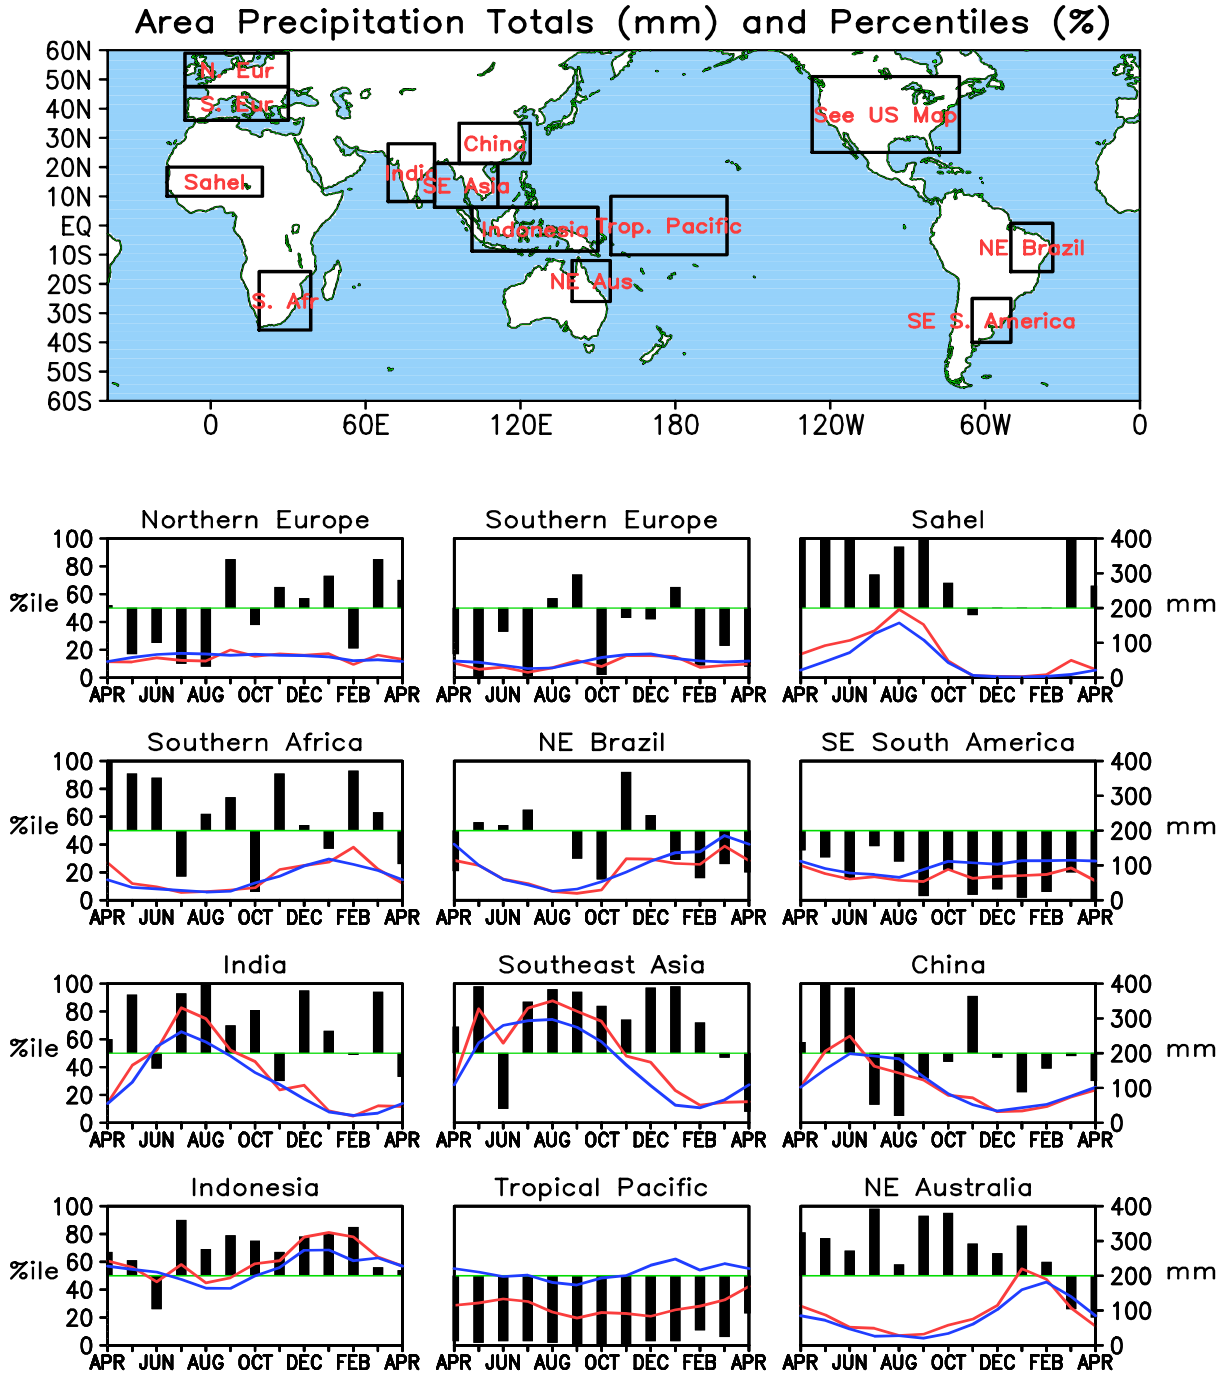 Area Precipitation Totals (mm) and Percentiles (%)
60N
50N
40N
30N
20N
10N
EQ
10S
20S
30S
40S
50S
60S
N. Eur
S. Eur
See US Map
China
India
SE Asia
Sahel
Indonesia
Trop. Pacific
NE Brazil
NE Aus
S. Afr
SE S. America
0 60E 120E 180 120W 60W 0
Northern Europe Southern Europe Sahel
100 400
80 300
%ile 60 200 mm
40
20 100
0 0
APR JUN AUG OCT DEC FEB APR APR JUN AUG OCT DEC FEB APR APR JUN AUG OCT DEC FEB APR
Southern Africa NE Brazil SE South America
100 400
80 300
%ile 60 200 mm
40
20 100
0 0
APR JUN AUG OCT DEC FEB APR APR JUN AUG OCT DEC FEB APR APR JUN AUG OCT DEC FEB APR
India Southeast Asia China
100 400
80 300
%ile 60 200 mm
40
20 100
0 0
APR JUN AUG OCT DEC FEB APR APR JUN AUG OCT DEC FEB APR APR JUN AUG OCT DEC FEB APR
Indonesia Tropical Pacific NE Australia
100 400
80 300
%ile 60 200 mm
40
20 100
0 0
APR JUN AUG OCT DEC FEB APR APR JUN AUG OCT DEC FEB APR APR JUN AUG OCT DEC FEB APR